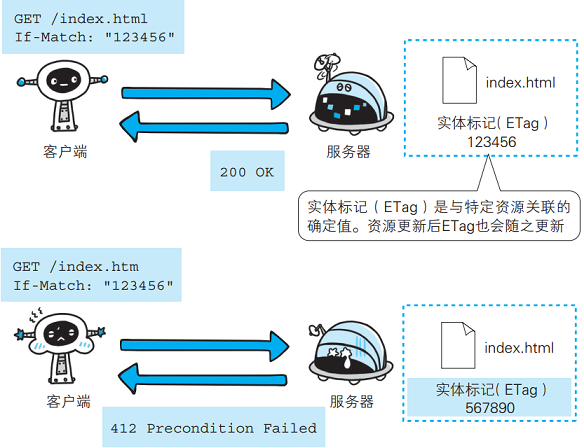 GET /index.html
If-Match: "123456"
index.html
实体标记( ETag )
123456
客户端
服务器
200 OK
实体标记 ( ETag ) 是与特定资源关联的
确定值。资源更新后ETag也会随之更新
GET /index.htm
If-Match: "123456"
index.html
实体标记( ETag )
567890
客户端
服务器
412 Precondition Failed